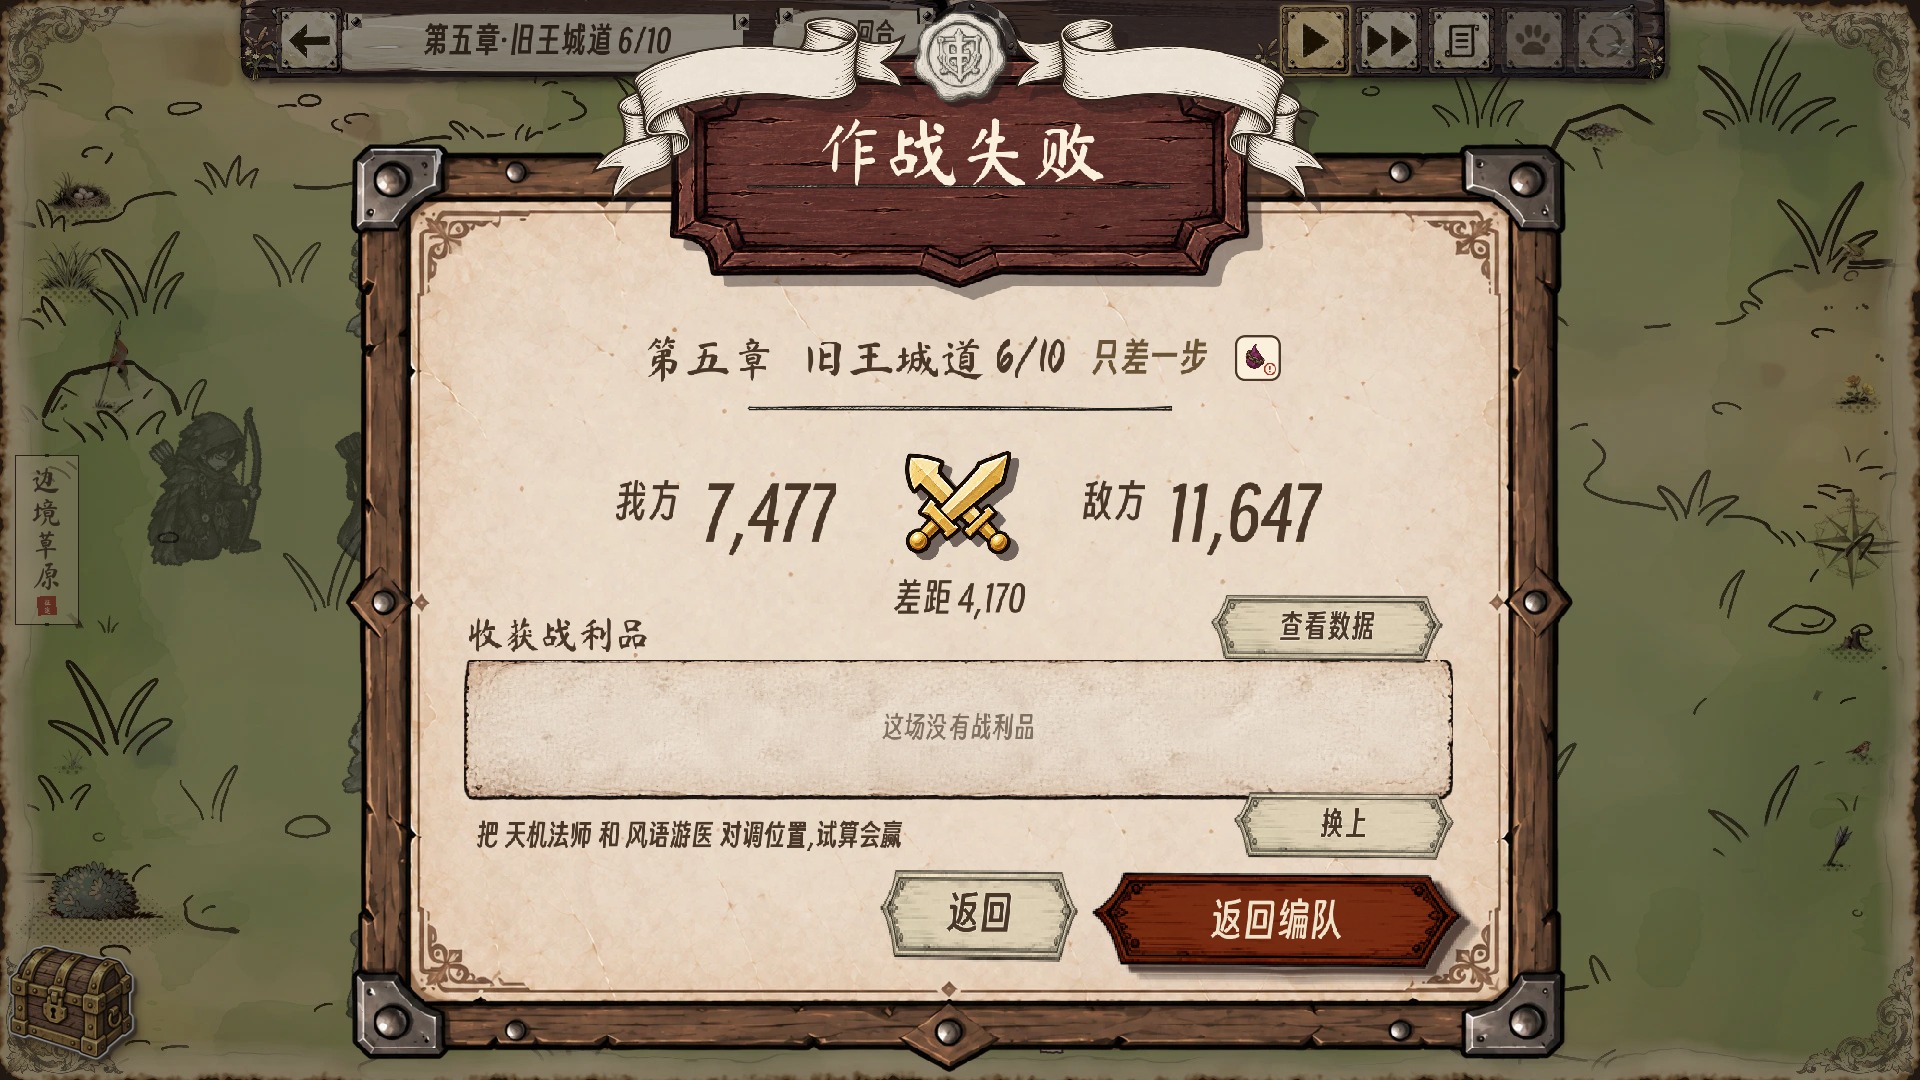 第五章·旧王城道 6/10
回合
作战失败
第五章 旧王城道 6/10 只差一步
我方 7,477
敌方 11,647
差距 4,170
边境草原
收获战利品
查看数据
这场没有战利品
把 天机法师 和 风语游医 对调位置,试算会赢
换上
返回
返回编队